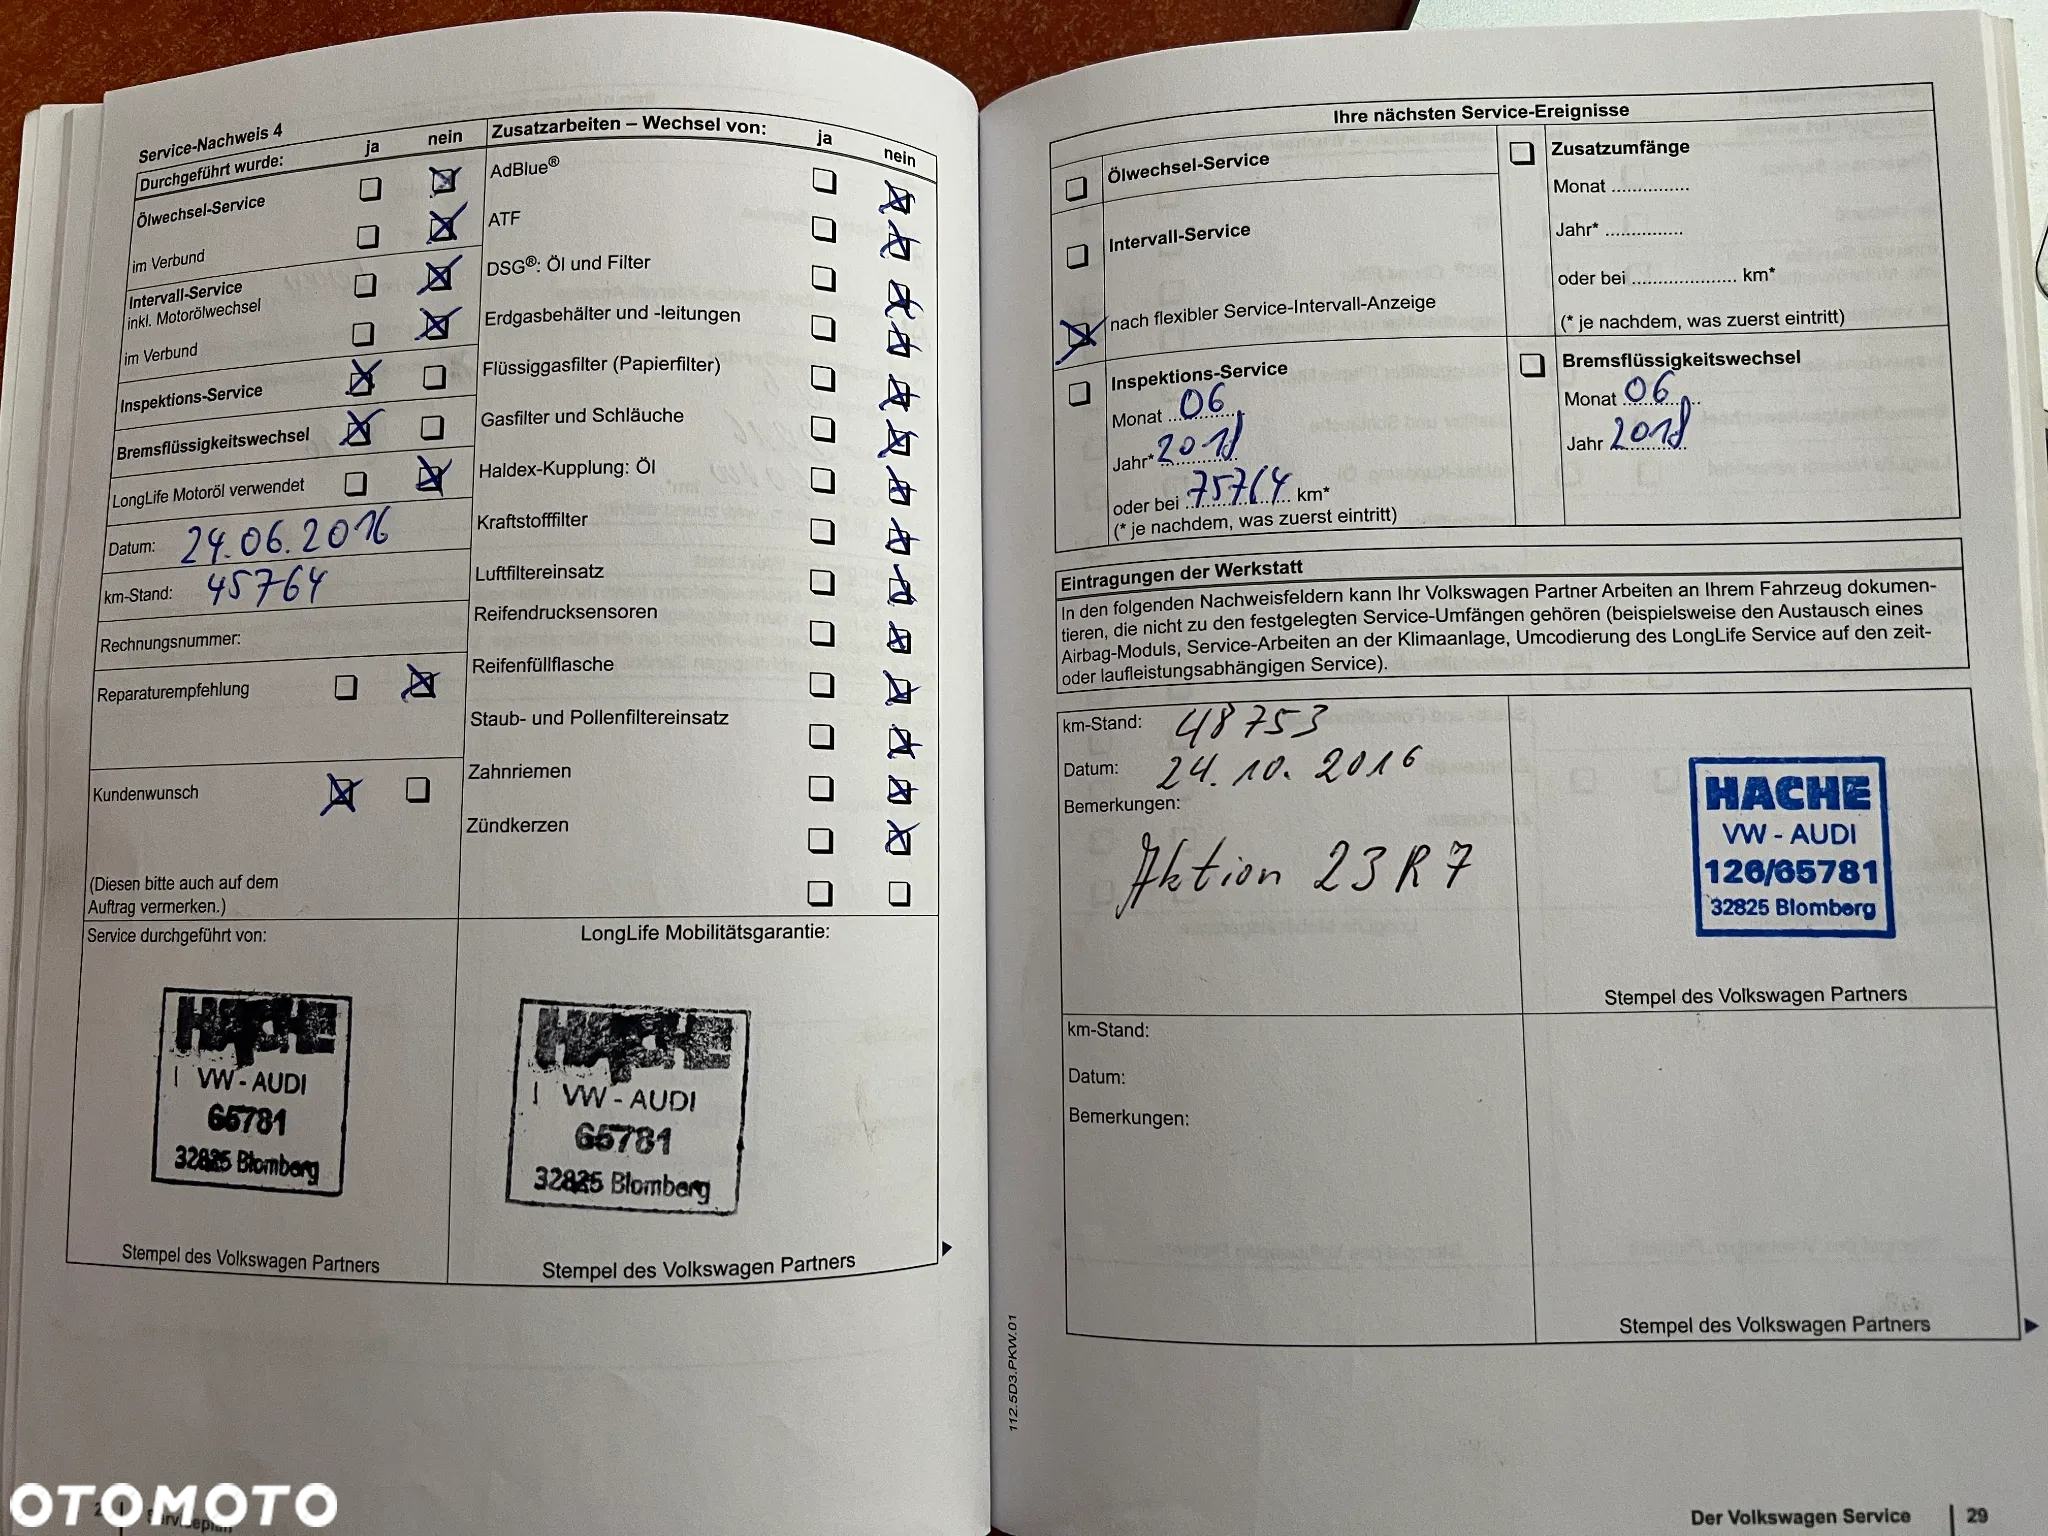 Service-Nachweis 4
Durchgeführt wurde: ja nein
Ölwechsel-Service
im Verbund
Intervall-Service
inkl. Motorölwechsel
im Verbund
Inspektions-Service
Bremsflüssigkeitswechsel
LongLife Motoröl verwendet
Datum: 24.06.2016
km-Stand: 45764
Rechnungsnummer:
Reparaturempfehlung
Kundenwunsch
(Diesen bitte auch auf dem
Auftrag vermerken.)
Zusatzarbeiten – Wechsel von: ja nein
AdBlue®
ATF
DSG®: Öl und Filter
Erdgasbehälter und -leitungen
Flüssiggasfilter (Papierfilter)
Gasfilter und Schläuche
Haldex-Kupplung: Öl
Kraftstofffilter
Luftfiltereinsatz
Reifendrucksensoren
Reifenfüllflasche
Staub- und Pollenfiltereinsatz
Zahnriemen
Zündkerzen
Service durchgeführt von:
HACHE
VW - AUDI
65781
32825 Blomberg
Stempel des Volkswagen Partners
LongLife Mobilitätsgarantie:
HACHE
VW - AUDI
65781
32825 Blomberg
Stempel des Volkswagen Partners
Ihre nächsten Service-Ereignisse
Ölwechsel-Service
Intervall-Service
nach flexibler Service-Intervall-Anzeige
Inspektions-Service
Monat 06
Jahr* 2018
oder bei 75764 km*
(* je nachdem, was zuerst eintritt)
Zusatzumfänge
Monat ...............
Jahr* ...............
oder bei .................... km*
(* je nachdem, was zuerst eintritt)
Bremsflüssigkeitswechsel
Monat 06
Jahr 2018
Eintragungen der Werkstatt
In den folgenden Nachweisfeldern kann Ihr Volkswagen Partner Arbeiten an Ihrem Fahrzeug dokumen-
tieren, die nicht zu den festgelegten Service-Umfängen gehören (beispielsweise den Austausch eines
Airbag-Moduls, Service-Arbeiten an der Klimaanlage, Umcodierung des LongLife Service auf den zeit-
oder laufleistungsabhängigen Service).
km-Stand: 48753
Datum: 24.10.2016
Bemerkungen:
Aktion 23R7
HACHE
VW - AUDI
126/65781
32825 Blomberg
Stempel des Volkswagen Partners
km-Stand:
Datum:
Bemerkungen:
Stempel des Volkswagen Partners
112.5D3.PKW.01
Serviceplan
Der Volkswagen Service | 29
OTOMOTO